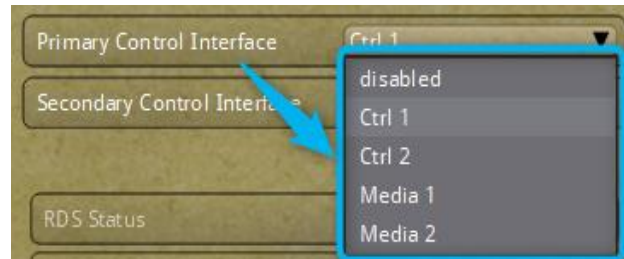 Primary Control Interface
Ctrl 1
Secondary Control Interface
RDS Status
disabled
Ctrl 1
Ctrl 2
Media 1
Media 2